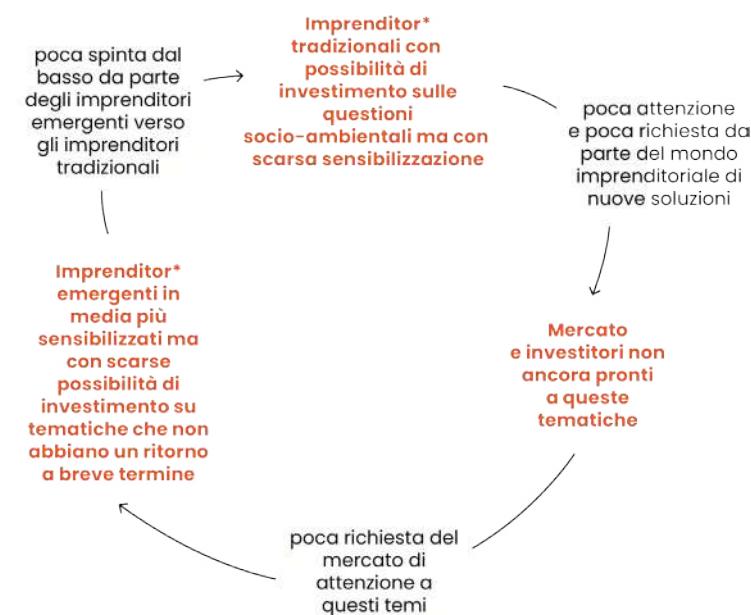 Imprenditor*
tradizionali con
possibilità di
investimento sulle
questioni
socio-ambientali ma con
scarsa sensibilizzazione
poca attenzione
e poca richiesta da
parte del mondo
imprenditoriale di
nuove soluzioni
Mercato
e investitori non
ancora pronti
a queste
tematiche
poca richiesta del
mercato di
attenzione a
questi temi
Imprenditor*
emergenti in
media più
sensibilizzati ma
con scarse
possibilità di
investimento su
tematiche che non
abbiano un ritorno
a breve termine
poca spinta dal
basso da parte
degli imprenditori
emergenti verso
gli imprenditori
tradizionali